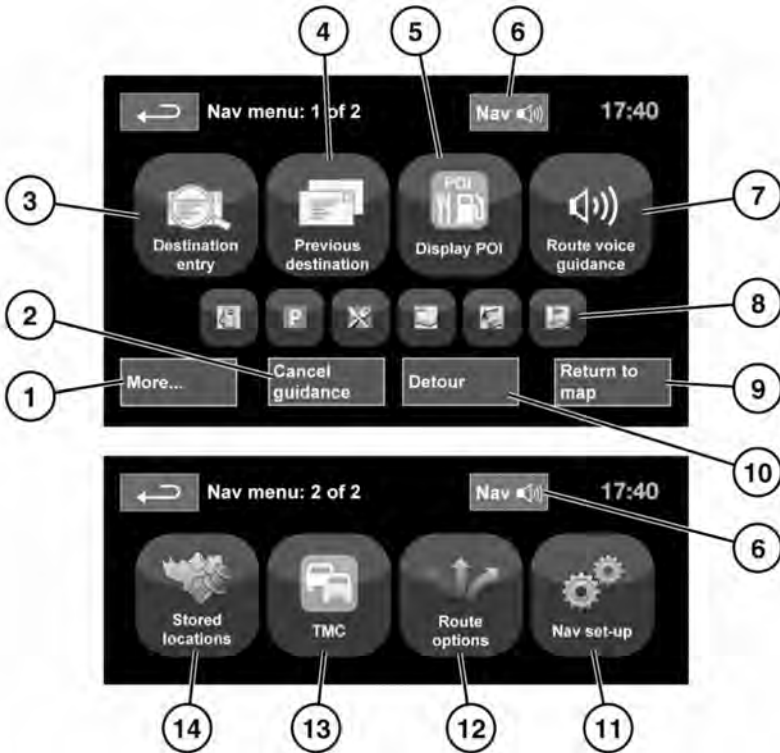 4 5 6
Nav menu: 1 of 2 Nav 17:40
3 7
POI
Destination entry
Previous destination
Display POI
Route voice guidance
P
2 8
More...
Cancel guidance
Detour
Return to map
1 9
10
Nav menu: 2 of 2 Nav 17:40
6
Stored locations
TMC
Route options
Nav set-up
14 13 12 11